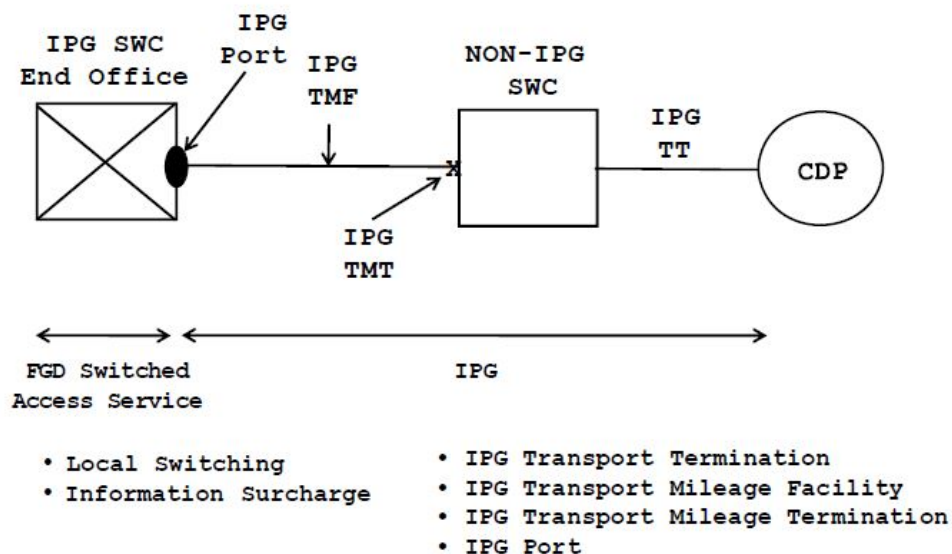 IPG SWC
End Office
IPG
Port
IPG
TMF
NON-IPG
SWC
IPG
TT
CDP
X
IPG
TMT
FGD Switched
Access Service
IPG
• Local Switching
• Information Surcharge
• IPG Transport Termination
• IPG Transport Mileage Facility
• IPG Transport Mileage Termination
• IPG Port